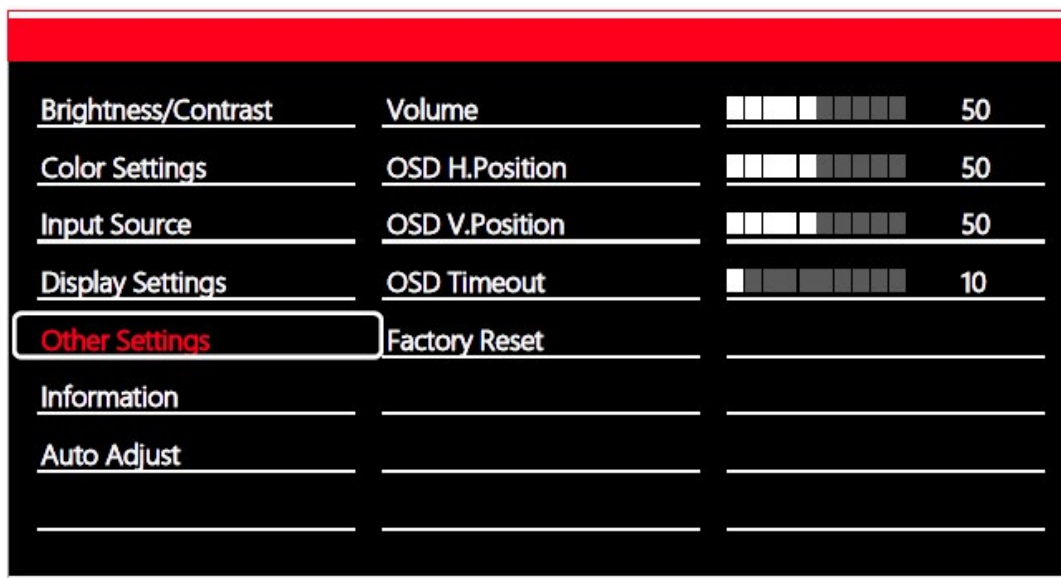 Brightness/Contrast Volume 50
Color Settings OSD H.Position 50
Input Source OSD V.Position 50
Display Settings OSD Timeout 10
Other Settings Factory Reset
Information
Auto Adjust